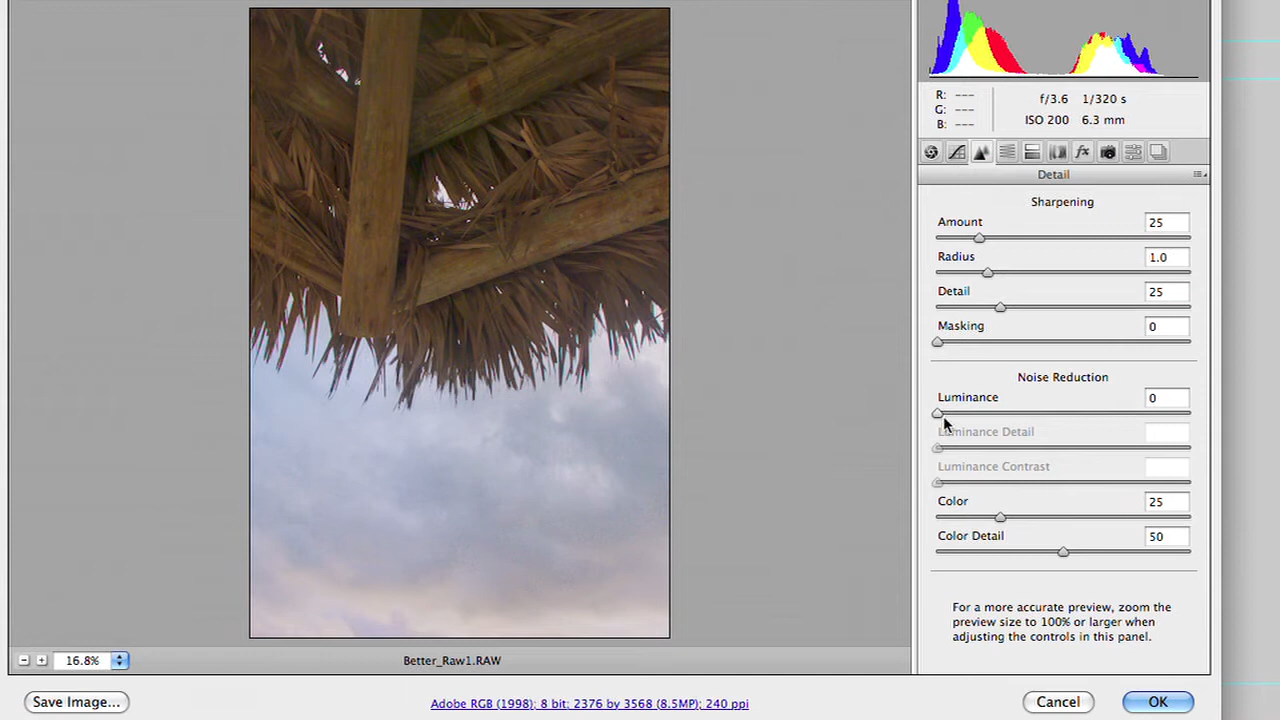 R: ---
G: ---
B: ---
f/3.6 1/320 s
ISO 200 6.3 mm
fx
Detail
Sharpening
Amount 25
Radius 1.0
Detail 25
Masking 0
Noise Reduction
Luminance 0
Luminance Detail
Luminance Contrast
Color 25
Color Detail 50
For a more accurate preview, zoom the
preview size to 100% or larger when
adjusting the controls in this panel.
16.8% Better_Raw1.RAW
Save Image... Adobe RGB (1998); 8 bit; 2376 by 3568 (8.5MP); 240 ppi Cancel OK